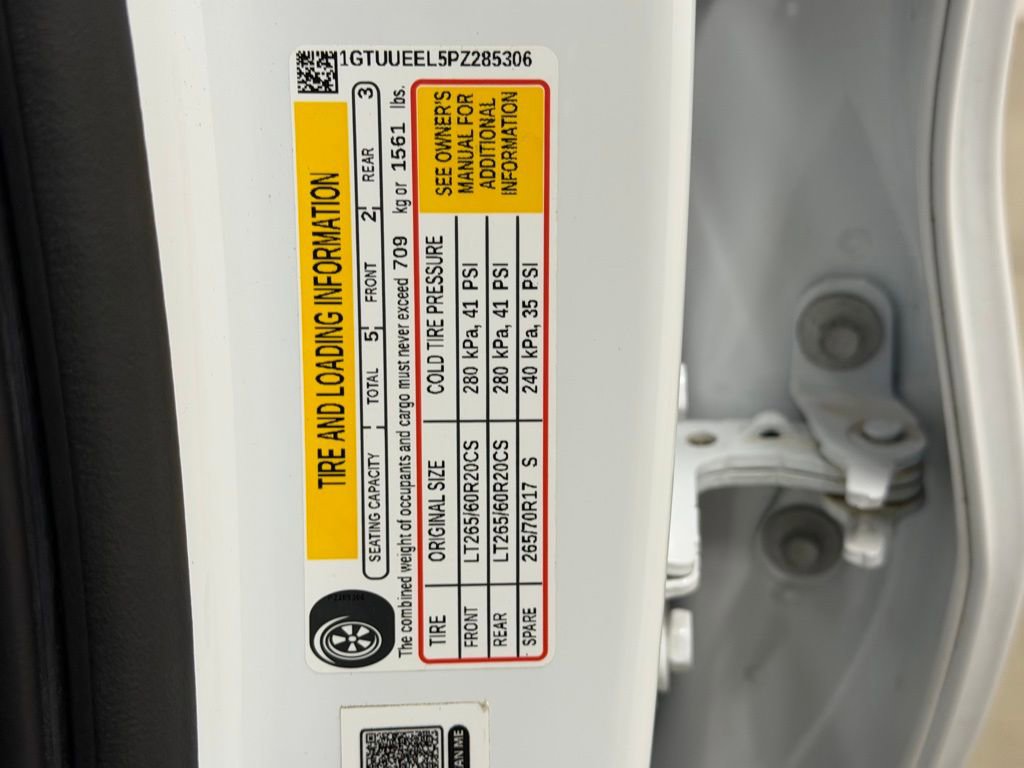 1GTUUEEL5PZ285306
TIRE AND LOADING INFORMATION
SEATING CAPACITY TOTAL 5 FRONT 2 REAR 3
The combined weight of occupants and cargo must never exceed 709 kg or 1561 lbs.
TIRE ORIGINAL SIZE COLD TIRE PRESSURE
FRONT LT265/60R20CS 280 kPa, 41 PSI
REAR LT265/60R20CS 280 kPa, 41 PSI
SPARE 265/70R17 S 240 kPa, 35 PSI
SEE OWNER'S
MANUAL FOR
ADDITIONAL
INFORMATION
PZ285306
AN ME